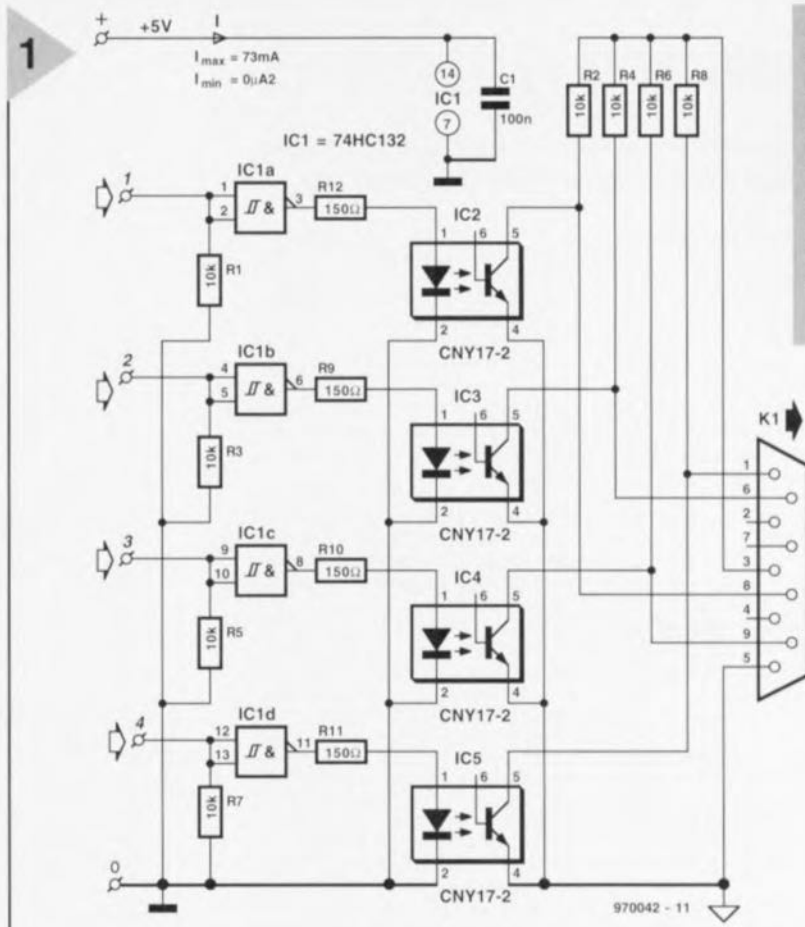 1
+
+5V
I
Imax = 73mA
Imin = 0µA2
14
IC1
7
C1
100n
R2
R4
R6
R8
10k
10k
10k
10k
IC1 = 74HC132
1
IC1a
1
2
&
3
R12
150Ω
IC2
1
6
5
10k
R1
2
4
CNY17-2
2
IC1b
4
5
&
6
R9
150Ω
IC3
1
6
5
10k
R3
2
4
CNY17-2
K1
1
6
2
7
3
8
4
9
5
3
IC1c
9
10
&
8
R10
150Ω
IC4
1
6
5
10k
R5
2
4
CNY17-2
4
IC1d
12
13
&
11
R11
150Ω
IC5
1
6
5
10k
R7
0
2
4
CNY17-2
970042 - 11